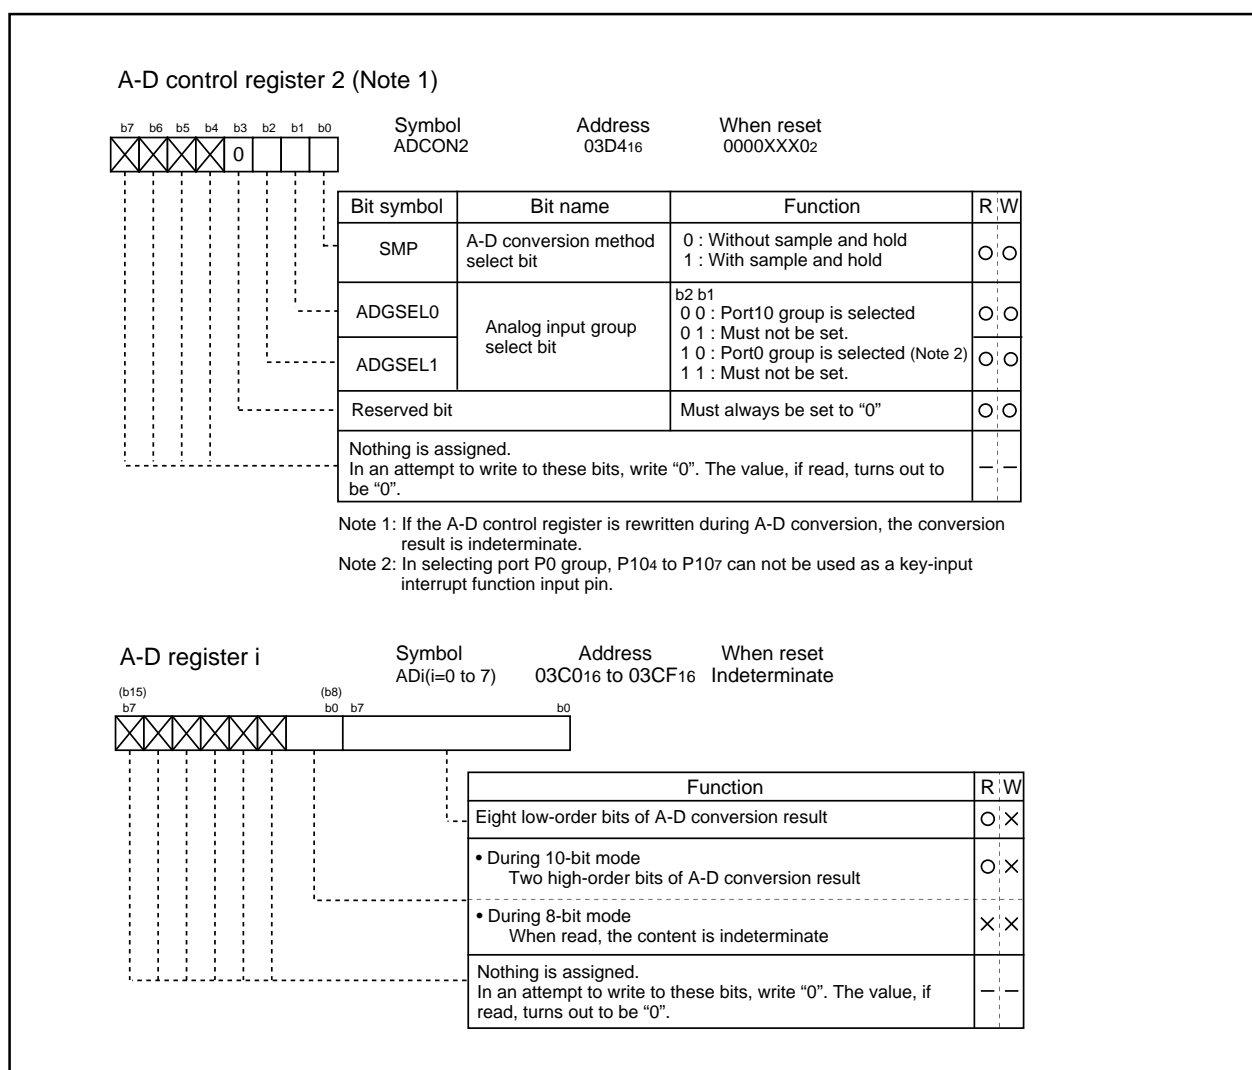 A-D control register 2 (Note 1)
b7 b6 b5 b4 b3 b2 b1 b0
Symbol Address When reset
ADCON2 03D416 0000XXX02
0
Bit symbol Bit name Function R W
SMP
A-D conversion method
select bit
0 : Without sample and hold
1 : With sample and hold
ADGSEL0
ADGSEL1
Analog input group
select bit
b2 b1
0 0 : Port10 group is selected
0 1 : Must not be set.
1 0 : Port0 group is selected (Note 2)
1 1 : Must not be set.
Reserved bit Must always be set to “0”
Nothing is assigned.
In an attempt to write to these bits, write “0”. The value, if read, turns out to
be “0”.
Note 1: If the A-D control register is rewritten during A-D conversion, the conversion
result is indeterminate.
Note 2: In selecting port P0 group, P104 to P107 can not be used as a key-input
interrupt function input pin.
A-D register i
Symbol Address When reset
ADi(i=0 to 7) 03C016 to 03CF16 Indeterminate
(b15) (b8)
b7 b0 b7 b0
Function R W
Eight low-order bits of A-D conversion result
• During 10-bit mode
Two high-order bits of A-D conversion result
• During 8-bit mode
When read, the content is indeterminate
Nothing is assigned.
In an attempt to write to these bits, write “0”. The value, if
read, turns out to be “0”.